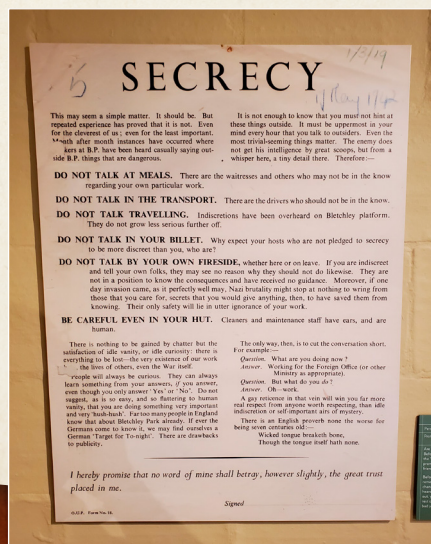 SECRECY
This may seem a simple matter. It should be. But
repeated experience has proved that it is not. Even
for the cleverest of us; even for the least important.
Month after month instances have occurred where
kers at B.P. have been heard casually saying out-
side B.P. things that are dangerous.
It is not enough to know that you must not hint at
these things outside. It must be uppermost in your
mind every hour that you talk to outsiders. Even the
most trivial-seeming things matter. The enemy does
not get his intelligence by great scoops, but from a
whisper here, a tiny detail there. Therefore:—
DO NOT TALK AT MEALS. There are the waitresses and others who may not be in the know
regarding your own particular work.
DO NOT TALK IN THE TRANSPORT. There are the drivers who should not be in the know.
DO NOT TALK TRAVELLING. Indiscretions have been overheard on Bletchley platform.
They do not grow less serious further off.
DO NOT TALK IN YOUR BILLET. Why expect your hosts who are not pledged to secrecy
to be more discreet than you, who are?
DO NOT TALK BY YOUR OWN FIRESIDE, whether here or on leave. If you are indiscreet
and tell your own folks, they may see no reason why they should not do likewise. They are
not in a position to know the consequences and have received no guidance. Moreover, if one
day invasion came, as it perfectly well may, Nazi brutality might stop at nothing to wring from
those that you care for, secrets that you would give anything, then, to have saved them from
knowing. Their only safety will lie in utter ignorance of your work.
BE CAREFUL EVEN IN YOUR HUT. Cleaners and maintenance staff have ears, and are
human.
There is nothing to be gained by chatter but the
satisfaction of idle vanity, or idle curiosity: there is
everything to be lost—the very existence of our work
the lives of others, even the War itself.
people will always be curious. They can always
learn something from your answers, if you answer,
even though you only answer 'Yes' or 'No'. Do not
suggest, as is so easy, and so flattering to human
vanity, that you are doing something very important
and very 'hush-hush'. Far too many people in England
know that about Bletchley Park already. If ever the
Germans come to know it, we may find ourselves a
German 'Target for To-night'. There are drawbacks
to publicity.
The only way, then, is to cut the conversation short.
For example:—
Question. What are you doing now?
Answer. Working for the Foreign Office (or other
Ministry as appropriate).
Question. But what do you do?
Answer. Oh—work.
A gay reticence in that vein will win you far more
real respect from anyone worth respecting, than idle
indiscretion or self-important airs of mystery.
There is an English proverb none the worse for
being seven centuries old:—
Wicked tongue breaketh bone,
Though the tongue itself hath none.
I hereby promise that no word of mine shall betray, however slightly, the great trust
placed in me.
Signed